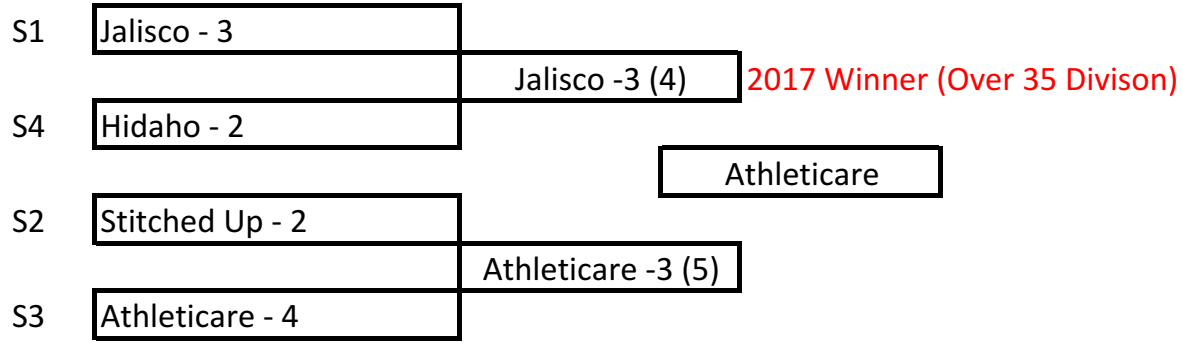 S1 Jalisco - 3
Jalisco -3 (4) 2017 Winner (Over 35 Divison)
S4 Hidaho - 2
Athleticare
S2 Stitched Up - 2
Athleticare -3 (5)
S3 Athleticare - 4